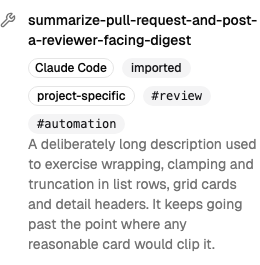 summarize-pull-request-and-post-
a-reviewer-facing-digest
Claude Code imported
project-specific #review
#automation
A deliberately long description used
to exercise wrapping, clamping and
truncation in list rows, grid cards
and detail headers. It keeps going
past the point where any
reasonable card would clip it.